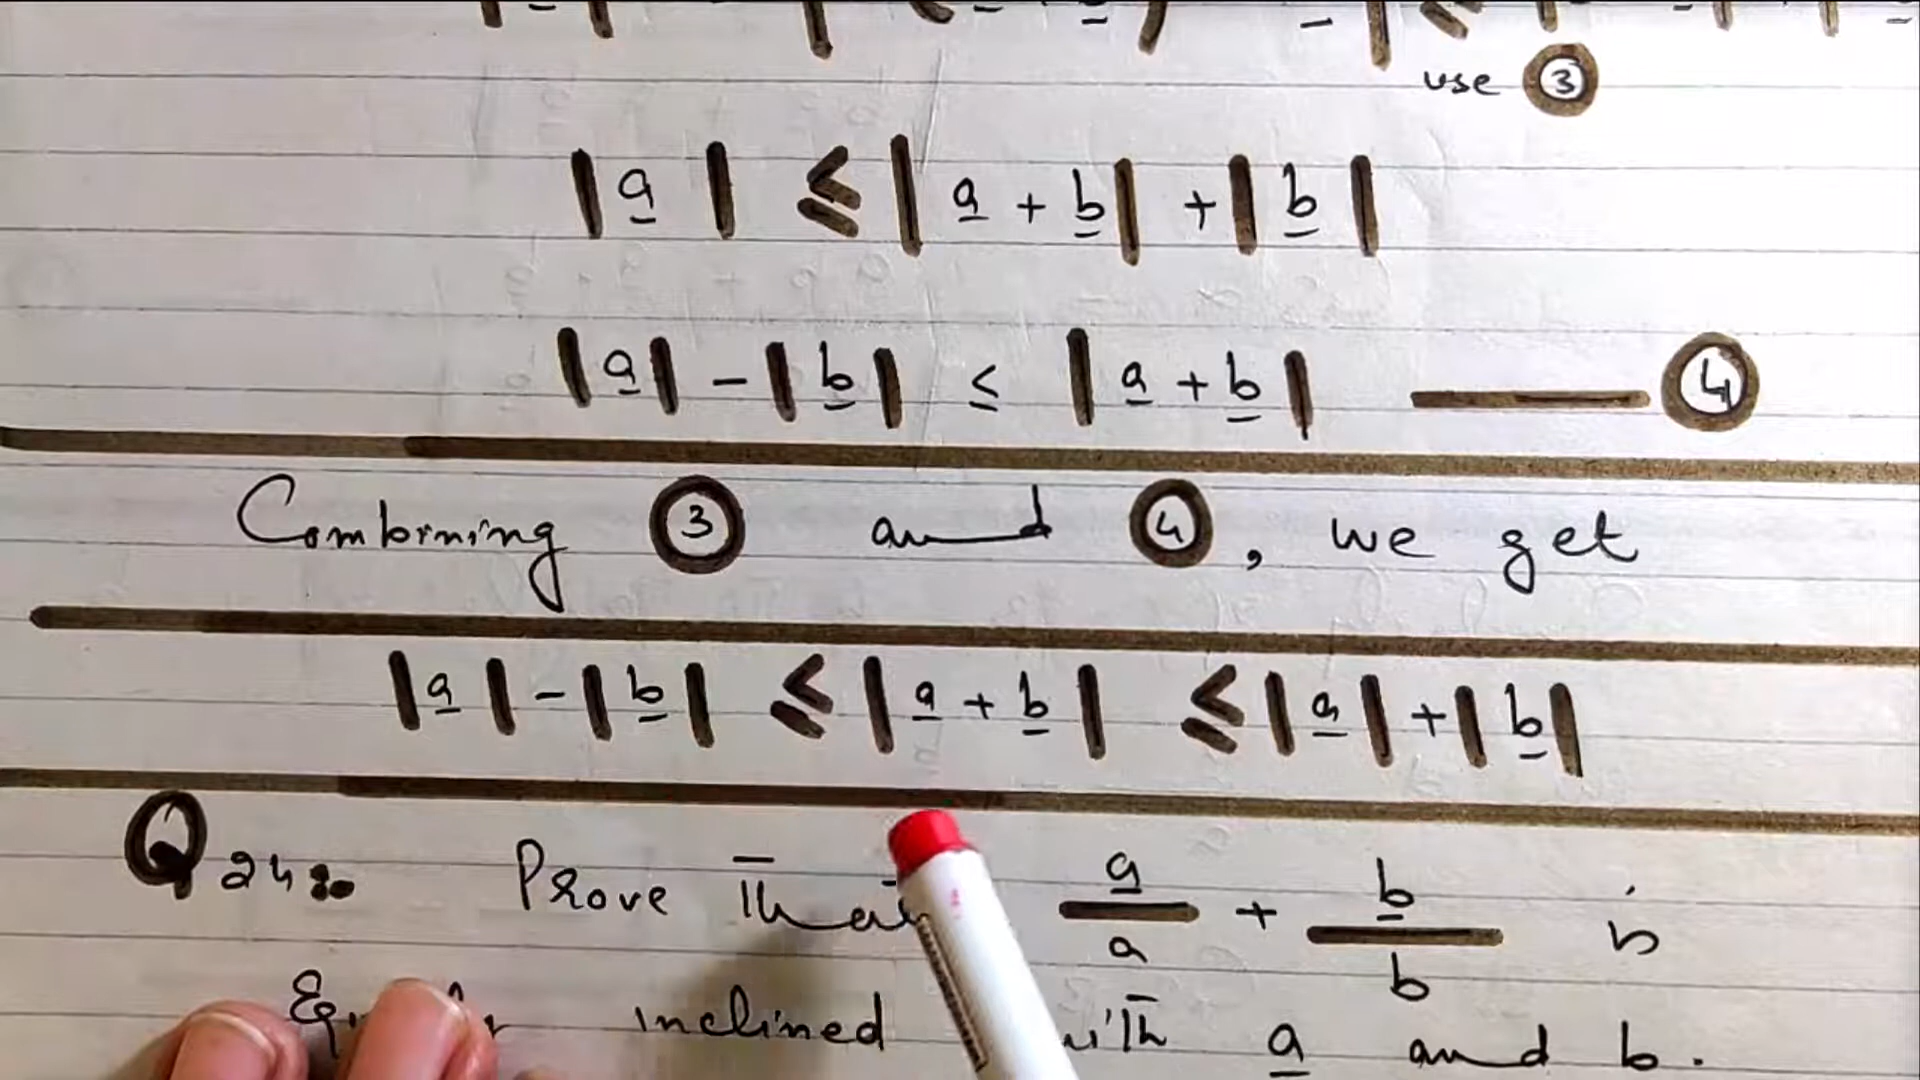 use ③
|a̲| ≤ |a̲ + b̲| + |b̲|
|a̲| - |b̲| ≤ |a̲ + b̲| —— ④
Combining ③ and ④, we get
|a̲| - |b̲| ≤ |a̲ + b̲| ≤ |a̲| + |b̲|
Q24: Prove That a̲/a + b̲/b is
inclined with a̲ and b.